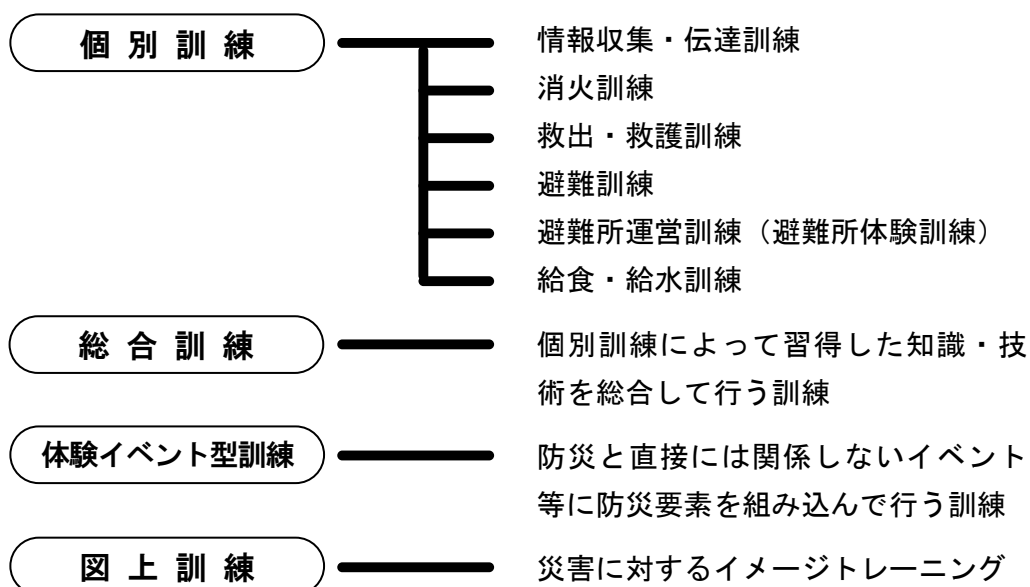 個別訓練
情報収集・伝達訓練
消火訓練
救出・救護訓練
避難訓練
避難所運営訓練（避難所体験訓練）
給食・給水訓練
総合訓練
個別訓練によって習得した知識・技
術を総合して行う訓練
体験イベント型訓練
防災と直接には関係しないイベント
等に防災要素を組み込んで行う訓練
図上訓練
災害に対するイメージトレーニング